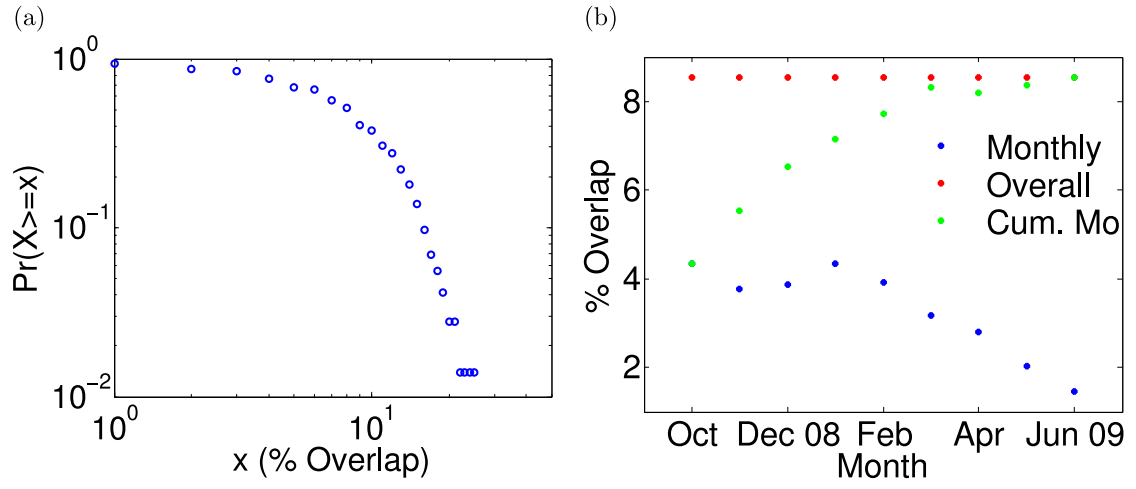 (a)
10^0
10^-1
10^-2
Pr(X>=x)
10^0
10^1
x (% Overlap)
(b)
8
6
4
2
% Overlap
Monthly
Overall
Cum. Mo
Oct Dec 08 Feb Apr Jun 09
Month